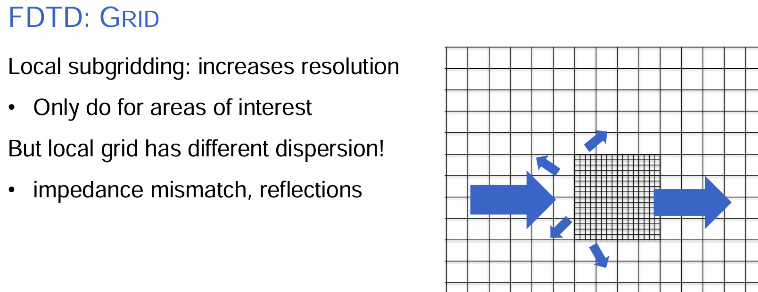 FDTD: GRID
Local subgridding: increases resolution
• Only do for areas of interest
But local grid has different dispersion!
• impedance mismatch, reflections